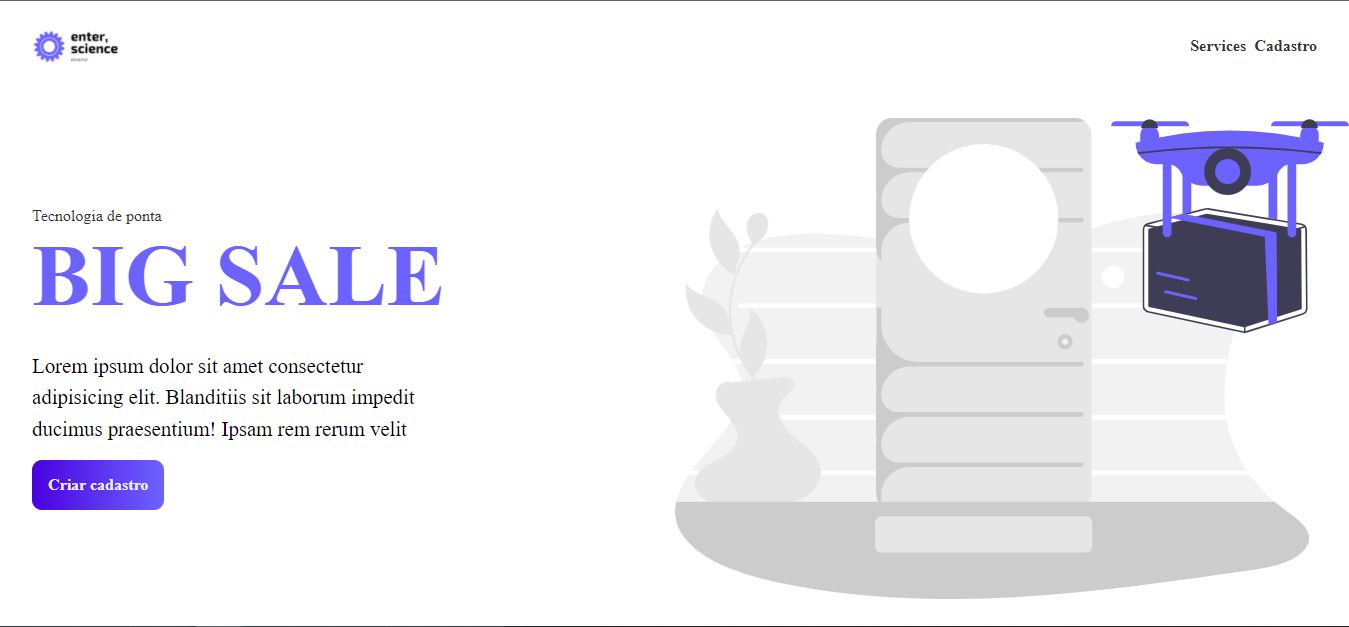 enter,
science
Services Cadastro
Tecnologia de ponta
BIG SALE
Lorem ipsum dolor sit amet consectetur
adipisicing elit. Blanditiis sit laborum impedit
ducimus praesentium! Ipsam rem rerum velit
Criar cadastro